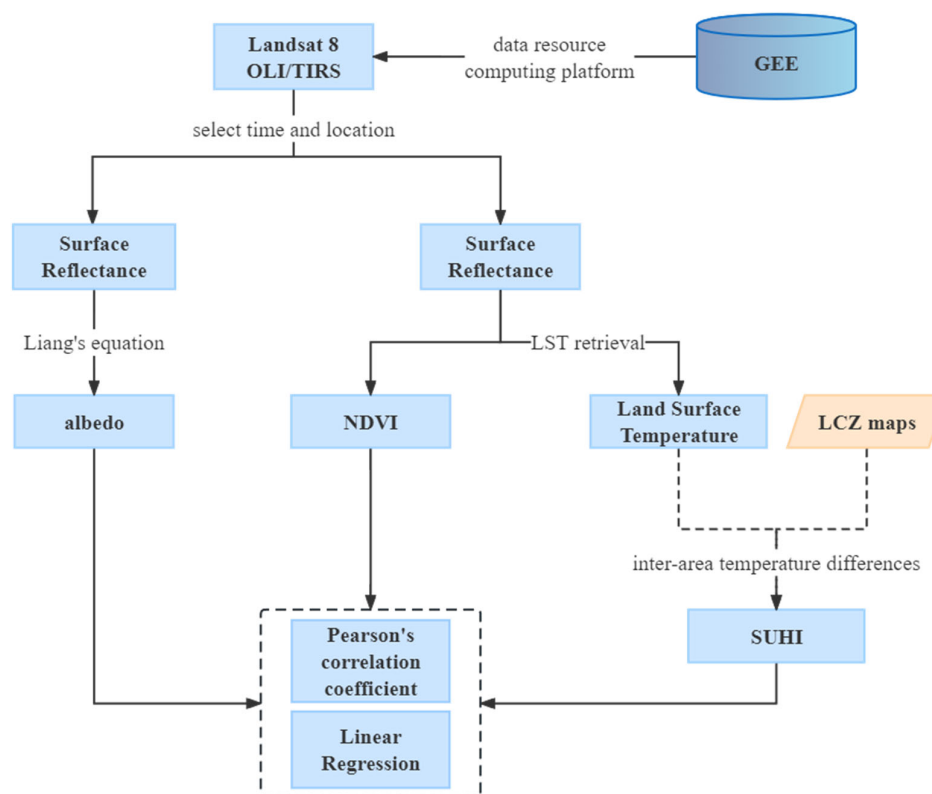 Landsat 8
OLI/TIRS
data resource
computing platform
GEE
select time and location
Surface
Reflectance
Surface
Reflectance
Liang's equation
LST retrieval
albedo
NDVI
Land Surface
Temperature
LCZ maps
inter-area temperature differences
Pearson's
correlation
coefficient
SUHI
Linear
Regression